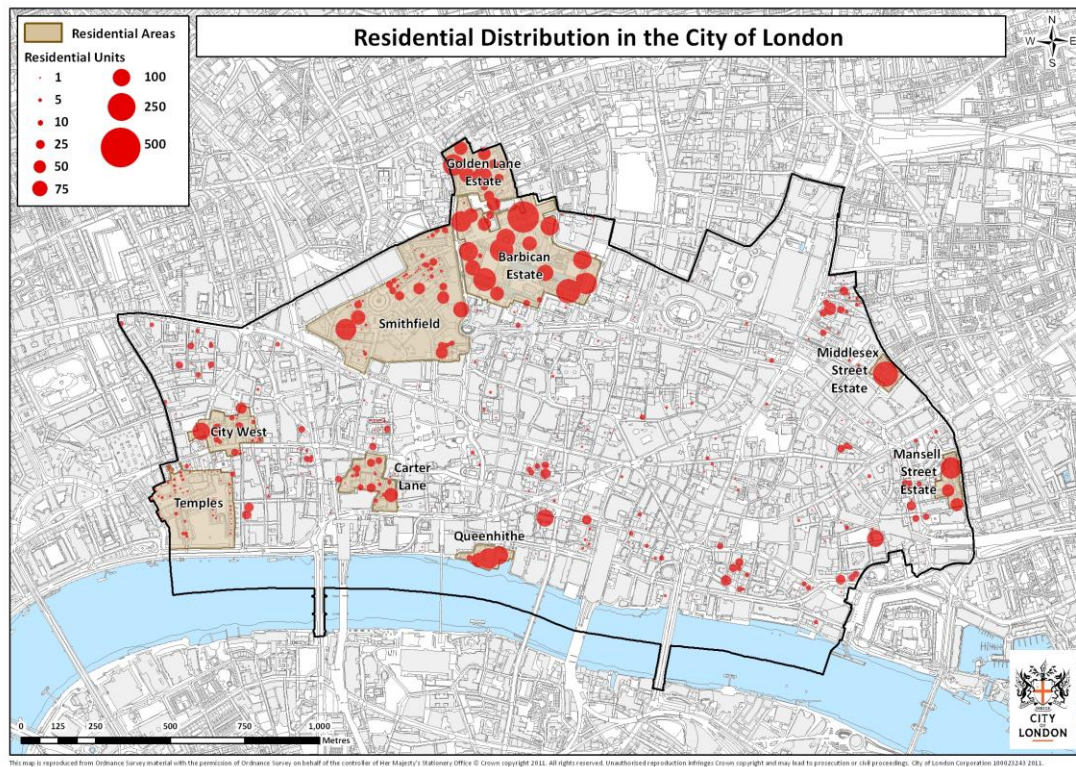 Residential Distribution in the City of London
Residential Areas
Residential Units
1
5
10
25
50
75
100
250
500
N
W
E
S
Golden Lane
Estate
Barbican
Estate
Smithfield
Middlesex
Street
Estate
City West
Carter
Lane
Mansell
Street
Estate
Temples
Queenhithe
0 125 250 500 750 1,000
Metres
CITY
OF
LONDON
This map is reproduced from Ordnance Survey material with the permission of Ordnance Survey on behalf of the controller of Her Majesty's Stationery Office © Crown copyright 2011. All rights reserved. Unauthorised reproduction infringes Crown copyright and may lead to prosecution or civil proceedings. City of London Corporation 100023243 2011.